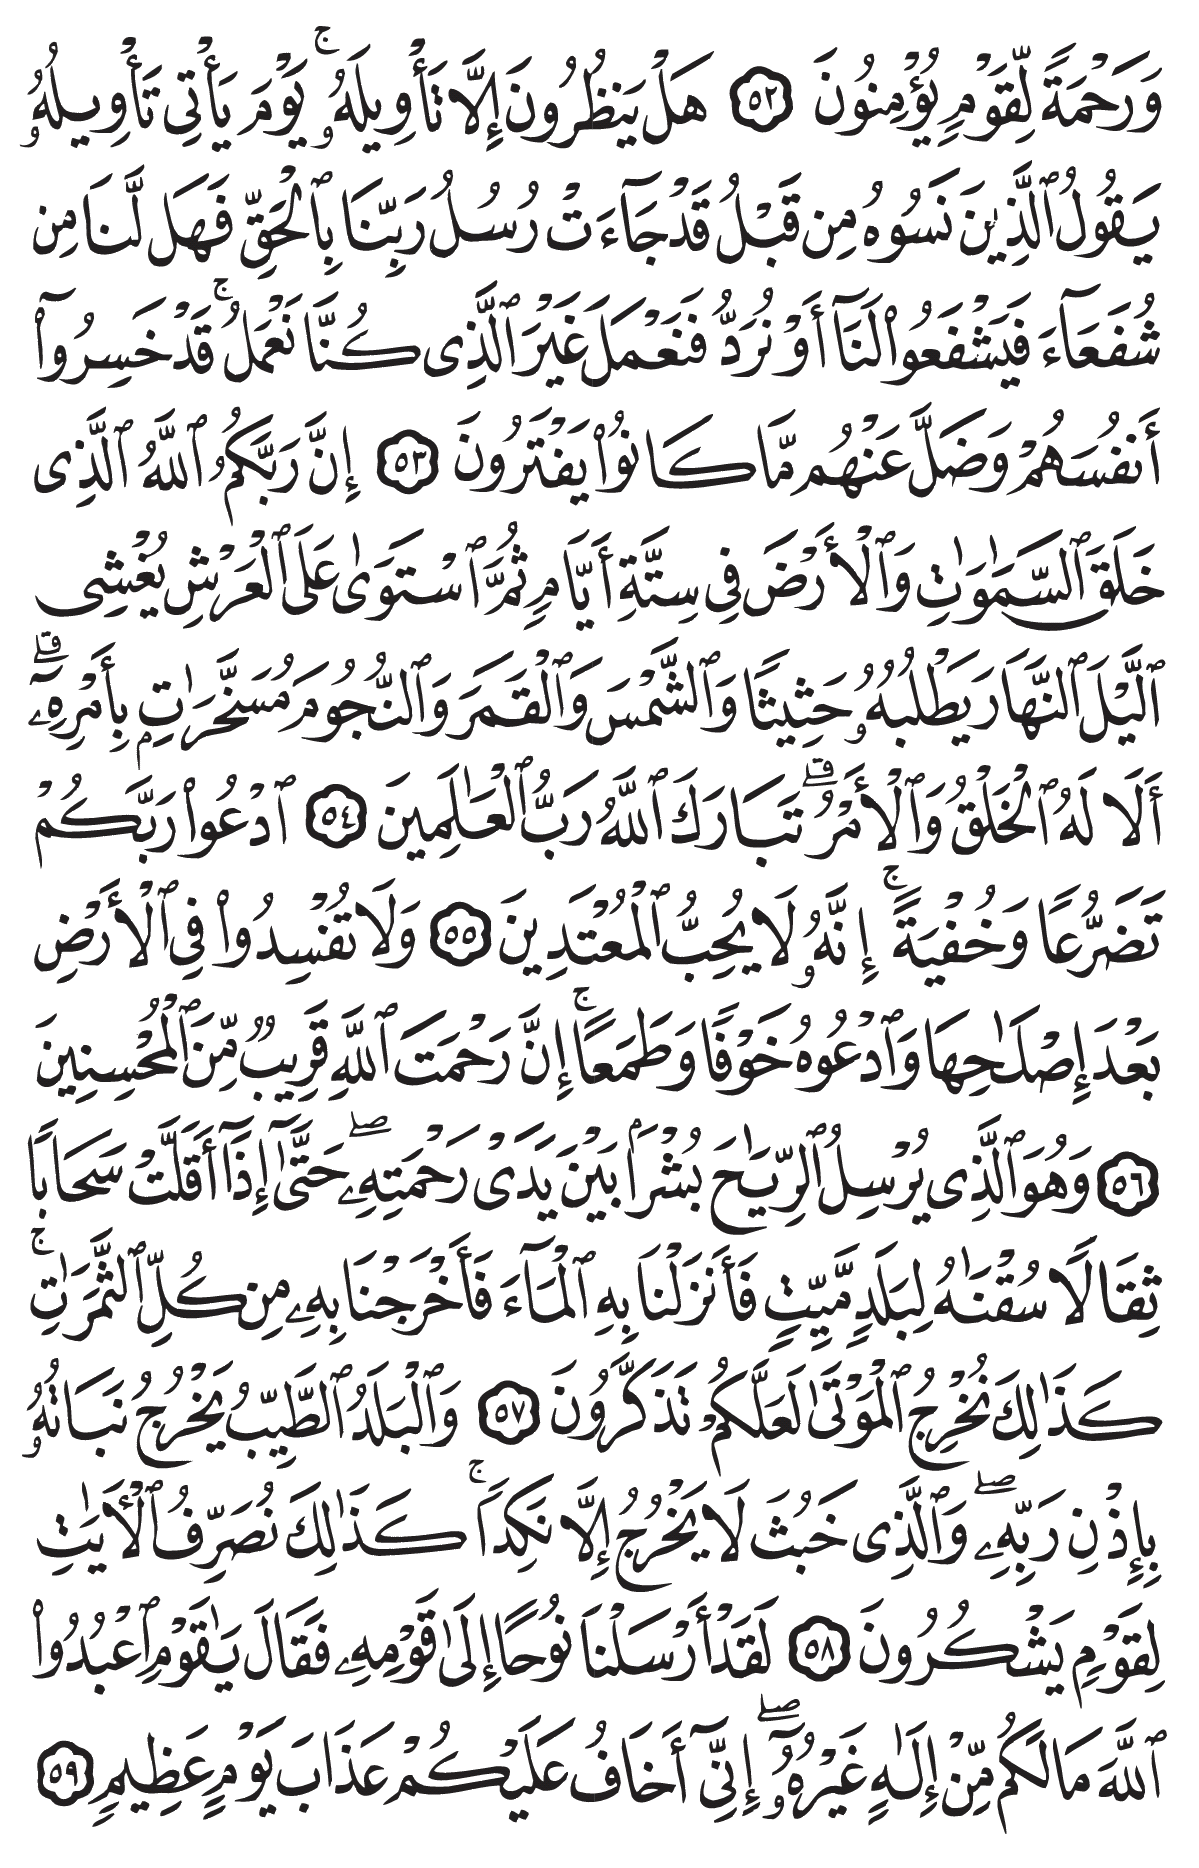 وَرَحْمَةً لِّقَوْمٍ يُؤْمِنُونَ ٥٢ هَلْ يَنظُرُونَ إِلَّا تَأْوِيلَهُۥ ۚ يَوْمَ يَأْتِى تَأْوِيلُهُۥ
يَقُولُ ٱلَّذِينَ نَسُوهُ مِن قَبْلُ قَدْ جَآءَتْ رُسُلُ رَبِّنَا بِٱلْحَقِّ فَهَل لَّنَا مِن
شُفَعَآءَ فَيَشْفَعُوا۟ لَنَآ أَوْ نُرَدُّ فَنَعْمَلَ غَيْرَ ٱلَّذِى كُنَّا نَعْمَلُ ۚ قَدْ خَسِرُوٓا۟
أَنفُسَهُمْ وَضَلَّ عَنْهُم مَّا كَانُوا۟ يَفْتَرُونَ ٥٣ إِنَّ رَبَّكُمُ ٱللَّهُ ٱلَّذِى
خَلَقَ ٱلسَّمَـٰوَٰتِ وَٱلْأَرْضَ فِى سِتَّةِ أَيَّامٍ ثُمَّ ٱسْتَوَىٰ عَلَى ٱلْعَرْشِ يُغْشِى
ٱلَّيْلَ ٱلنَّهَارَ يَطْلُبُهُۥ حَثِيثًا وَٱلشَّمْسَ وَٱلْقَمَرَ وَٱلنُّجُومَ مُسَخَّرَٰتٍۭ بِأَمْرِهِۦٓ ۗ
أَلَا لَهُ ٱلْخَلْقُ وَٱلْأَمْرُ ۗ تَبَارَكَ ٱللَّهُ رَبُّ ٱلْعَـٰلَمِينَ ٥٤ ٱدْعُوا۟ رَبَّكُمْ
تَضَرُّعًا وَخُفْيَةً ۚ إِنَّهُۥ لَا يُحِبُّ ٱلْمُعْتَدِينَ ٥٥ وَلَا تُفْسِدُوا۟ فِى ٱلْأَرْضِ
بَعْدَ إِصْلَـٰحِهَا وَٱدْعُوهُ خَوْفًا وَطَمَعًا ۚ إِنَّ رَحْمَتَ ٱللَّهِ قَرِيبٌ مِّنَ ٱلْمُحْسِنِينَ
٥٦ وَهُوَ ٱلَّذِى يُرْسِلُ ٱلرِّيَـٰحَ بُشْرًۢا بَيْنَ يَدَىْ رَحْمَتِهِۦ ۖ حَتَّىٰٓ إِذَآ أَقَلَّتْ سَحَابًا
ثِقَالًا سُقْنَـٰهُ لِبَلَدٍ مَّيِّتٍ فَأَنزَلْنَا بِهِ ٱلْمَآءَ فَأَخْرَجْنَا بِهِۦ مِن كُلِّ ٱلثَّمَرَٰتِ ۚ
كَذَٰلِكَ نُخْرِجُ ٱلْمَوْتَىٰ لَعَلَّكُمْ تَذَكَّرُونَ ٥٧ وَٱلْبَلَدُ ٱلطَّيِّبُ يَخْرُجُ نَبَاتُهُۥ
بِإِذْنِ رَبِّهِۦ ۖ وَٱلَّذِى خَبُثَ لَا يَخْرُجُ إِلَّا نَكِدًا ۚ كَذَٰلِكَ نُصَرِّفُ ٱلْـَٔايَـٰتِ
لِقَوْمٍ يَشْكُرُونَ ٥٨ لَقَدْ أَرْسَلْنَا نُوحًا إِلَىٰ قَوْمِهِۦ فَقَالَ يَـٰقَوْمِ ٱعْبُدُوا۟
ٱللَّهَ مَا لَكُم مِّنْ إِلَـٰهٍ غَيْرُهُۥٓ ۖ إِنِّىٓ أَخَافُ عَلَيْكُمْ عَذَابَ يَوْمٍ عَظِيمٍ ٥٩